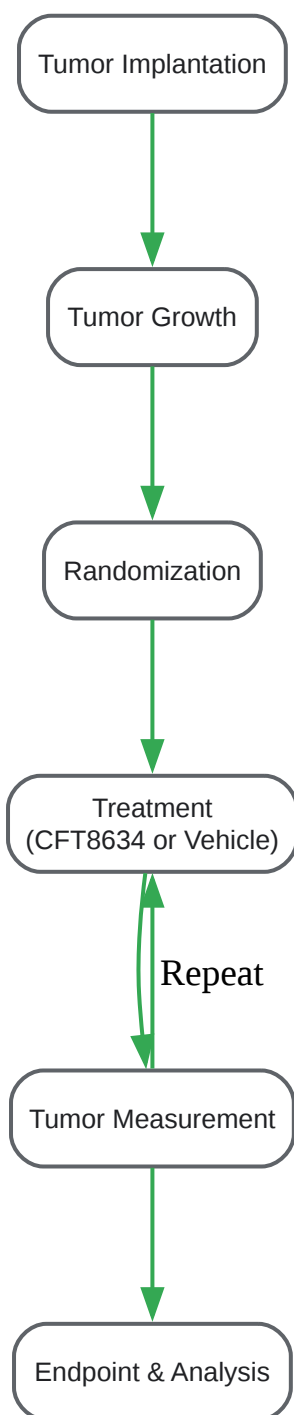 Tumor Implantation
Tumor Growth
Randomization
Treatment
(CFT8634 or Vehicle)
Repeat
Tumor Measurement
Endpoint & Analysis